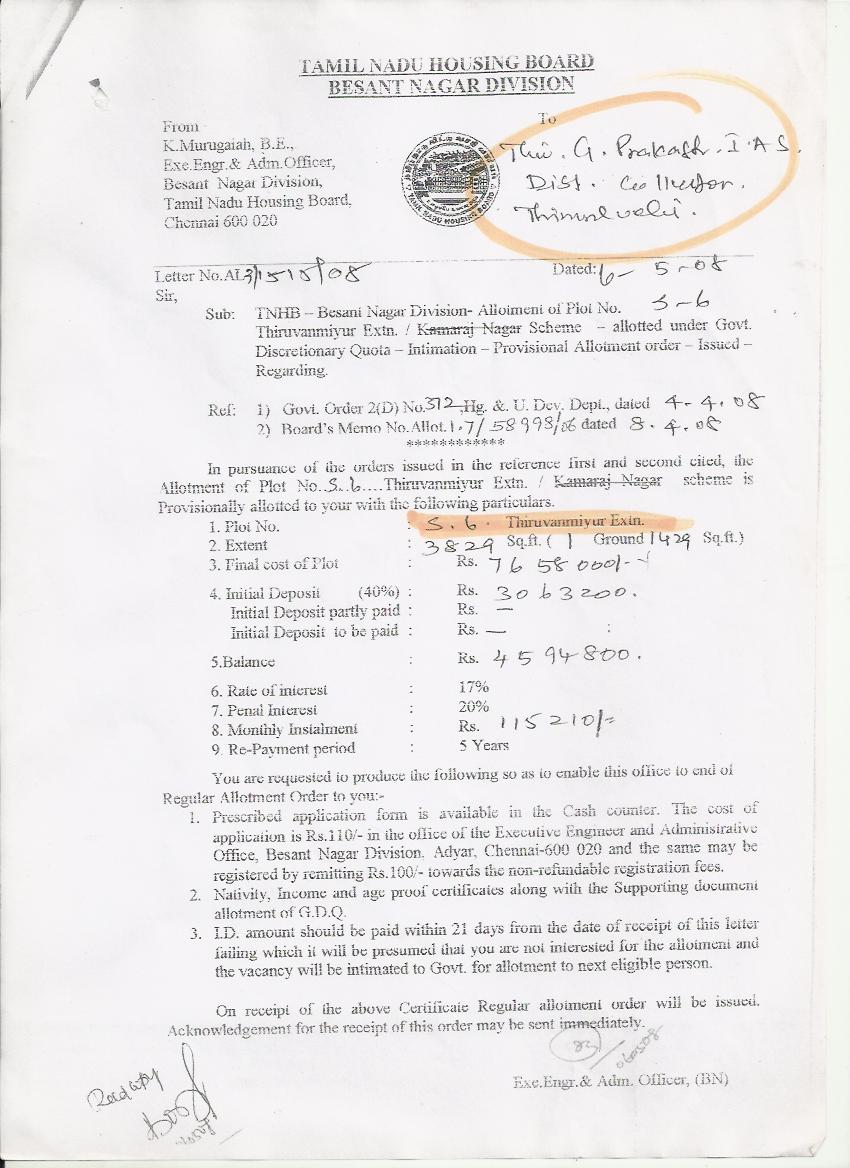 TAMIL NADU HOUSING BOARD
BESANT NAGAR DIVISION
From
K.Murugaiah, B.E.,
Exe.Engr.& Adm.Officer,
Besant Nagar Division,
Tamil Nadu Housing Board,
Chennai 600 020
To
Thiru. G. Prakash. I.A.S.
Dist. Collector.
Thirunelveli.
TAMIL NADU HOUSING BOARD
Letter No.AL3/1515/08
Dated: 6-5-08
Sir,
Sub: TNHB – Besant Nagar Division- Allotment of Plot No. S-6
Thiruvanmiyur Extn. / Kamaraj Nagar Scheme – allotted under Govt.
Discretionary Quota – Intimation – Provisional Allotment order – Issued –
Regarding.
Ref: 1) Govt. Order 2(D) No.372,Hg. &. U. Dev. Dept., dated 4-4.08
2) Board's Memo No.Allot.1.7/58998/06 dated 8.4.08
************
In pursuance of the orders issued in the reference first and second cited, the
Allotment of Plot No..S..6....Thiruvanmiyur Extn. / Kamaraj Nagar scheme is
Provisionally allotted to your with the following particulars.
1. Plot No. : S.6. Thiruvanmiyur Extn.
2. Extent : 3829 Sq.ft. ( 1 Ground 1429 Sq.ft.)
3. Final cost of Plot : Rs. 7658000/-
4. Initial Deposit (40%) : Rs. 3063200.
Initial Deposit partly paid : Rs. —
Initial Deposit to be paid : Rs. — :
5.Balance : Rs. 4594800.
6. Rate of interest : 17%
7. Penal Interest : 20%
8. Monthly Instalment : Rs. 115210/=
9. Re-Payment period : 5 Years
You are requested to produce the following so as to enable this office to end of
Regular Allotment Order to you:-
1. Prescribed application form is available in the Cash counter. The cost of
application is Rs.110/- in the office of the Executive Engineer and Administrative
Office, Besant Nagar Division, Adyar, Chennai-600 020 and the same may be
registered by remitting Rs.100/- towards the non-refundable registration fees.
2. Nativity, Income and age proof certificates along with the Supporting document
allotment of G.D.Q.
3. I.D. amount should be paid within 21 days from the date of receipt of this letter
failing which it will be presumed that you are not interested for the allotment and
the vacancy will be intimated to Govt. for allotment to next eligible person.
On receipt of the above Certificate Regular allotment order will be issued.
Acknowledgement for the receipt of this order may be sent immediately.
060508
Exe.Engr.& Adm. Officer, (BN)